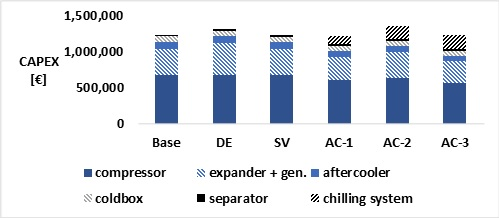 1,500,000
1,000,000
CAPEX
[€]
500,000
0
Base DE SV AC-1 AC-2 AC-3
compressor expander + gen. aftercooler
coldbox separator chilling system